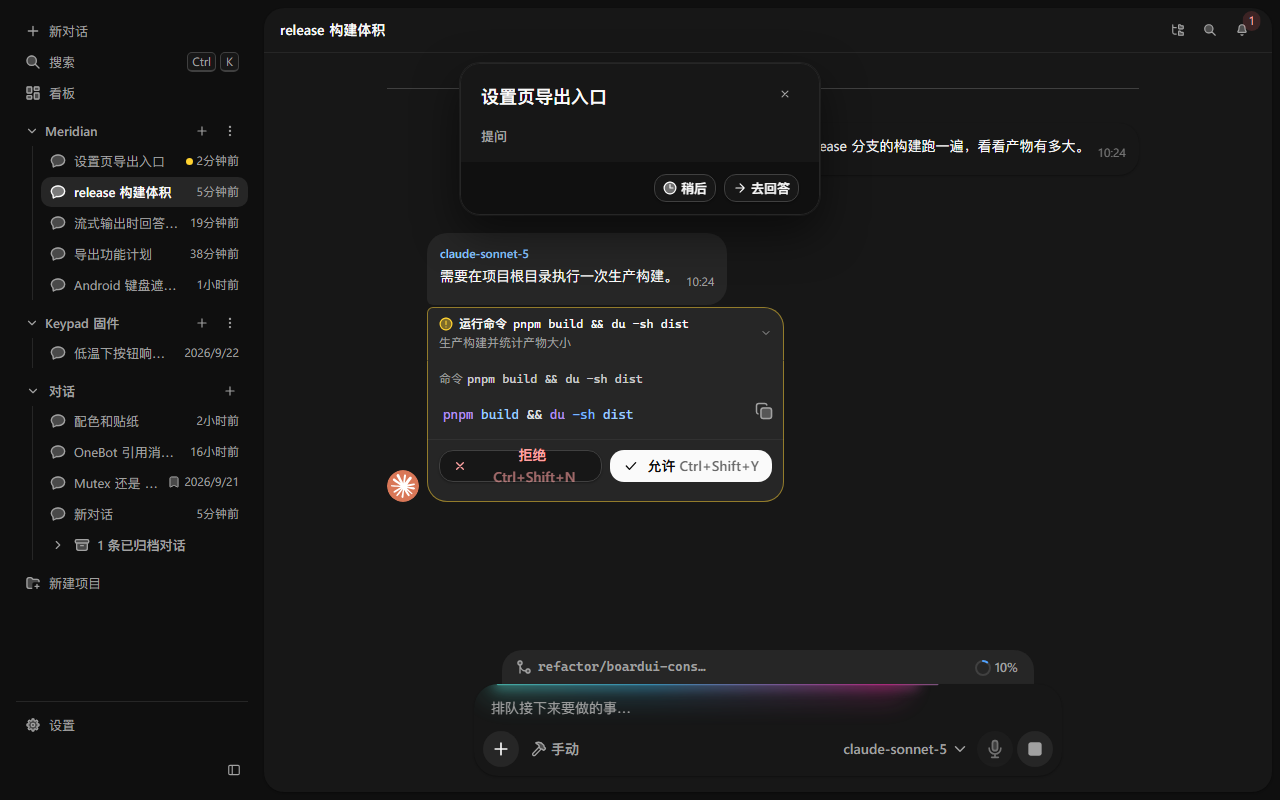 新对话
搜索 Ctrl K
看板
Meridian
设置页导出入口 2分钟前
release 构建体积 5分钟前
流式输出时回答… 19分钟前
导出功能计划 38分钟前
Android 键盘遮… 1小时前
Keypad 固件
低温下按钮响… 2026/9/22
对话
配色和贴纸 2小时前
OneBot 引用消… 16小时前
Mutex 还是 … 2026/9/21
新对话 5分钟前
1 条已归档对话
新建项目
设置
release 构建体积
1
设置页导出入口
提问
稍后 去回答
ease 分支的构建跑一遍，看看产物有多大。 10:24
claude-sonnet-5
需要在项目根目录执行一次生产构建。 10:24
运行命令 pnpm build && du -sh dist
生产构建并统计产物大小
命令 pnpm build && du -sh dist
pnpm build && du -sh dist
拒绝 Ctrl+Shift+N
允许 Ctrl+Shift+Y
refactor/boardui-cons… 10%
排队接下来要做的事…
手动 claude-sonnet-5